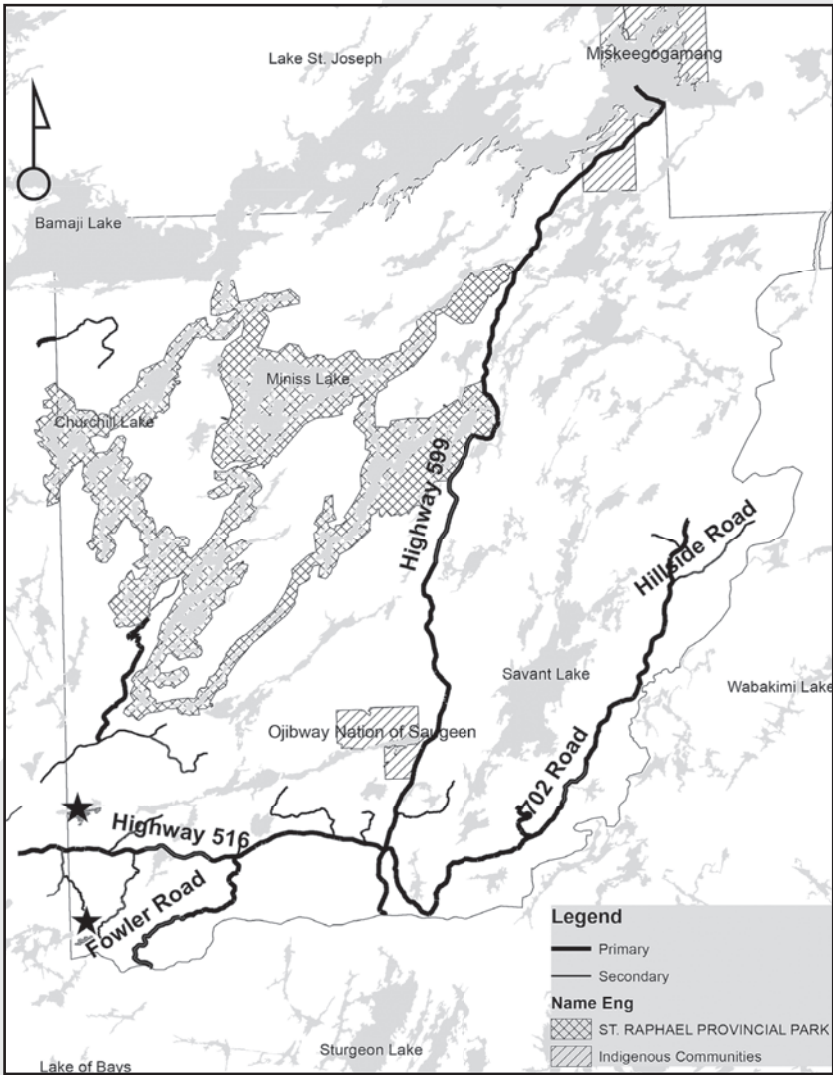 Lake St. Joseph
Miskeegogamang
Bamaji Lake
Miniss Lake
Churchill Lake
Highway 599
Hillside Road
Savant Lake
Wabakimi Lake
Ojibway Nation of Saugeen
702 Road
Highway 516
Fowler Road
Legend
Primary
Secondary
Name Eng
ST. RAPHAEL PROVINCIAL PARK
Indigenous Communities
Sturgeon Lake
Lake of Bays